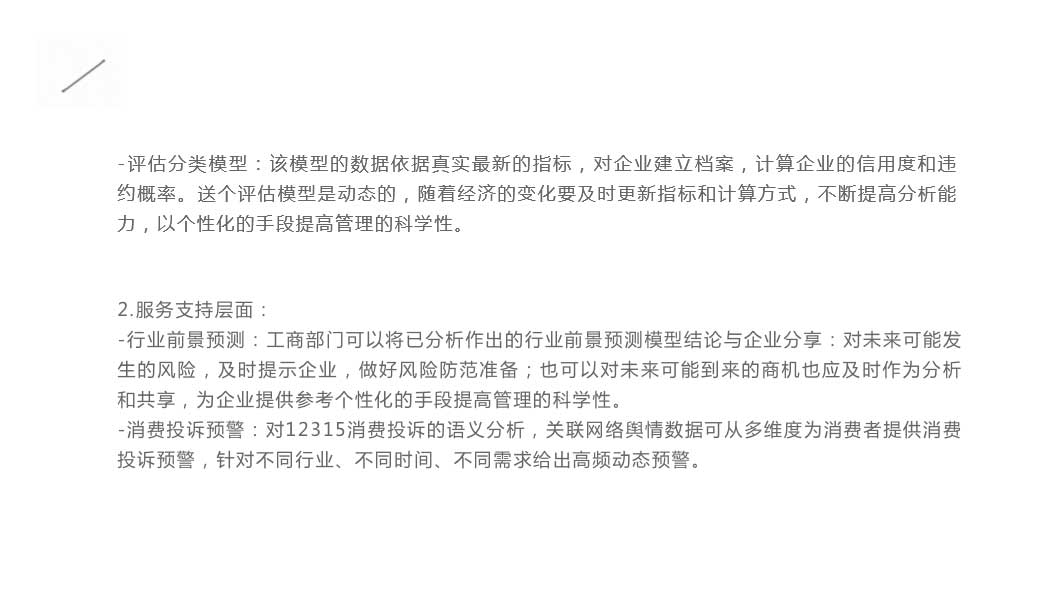 -评估分类模型：该模型的数据依据真实最新的指标，对企业建立档案，计算企业的信用度和违
约概率。送个评估模型是动态的，随着经济的变化要及时更新指标和计算方式，不断提高分析能
力，以个性化的手段提高管理的科学性。
2.服务支持层面：
-行业前景预测：工商部门可以将已分析作出的行业前景预测模型结论与企业分享：对未来可能发
生的风险，及时提示企业，做好风险防范准备；也可以对未来可能到来的商机也应及时作为分析
和共享，为企业提供参考个性化的手段提高管理的科学性。
-消费投诉预警：对12315消费投诉的语义分析，关联网络舆情数据可从多维度为消费者提供消费
投诉预警，针对不同行业、不同时间、不同需求给出高频动态预警。